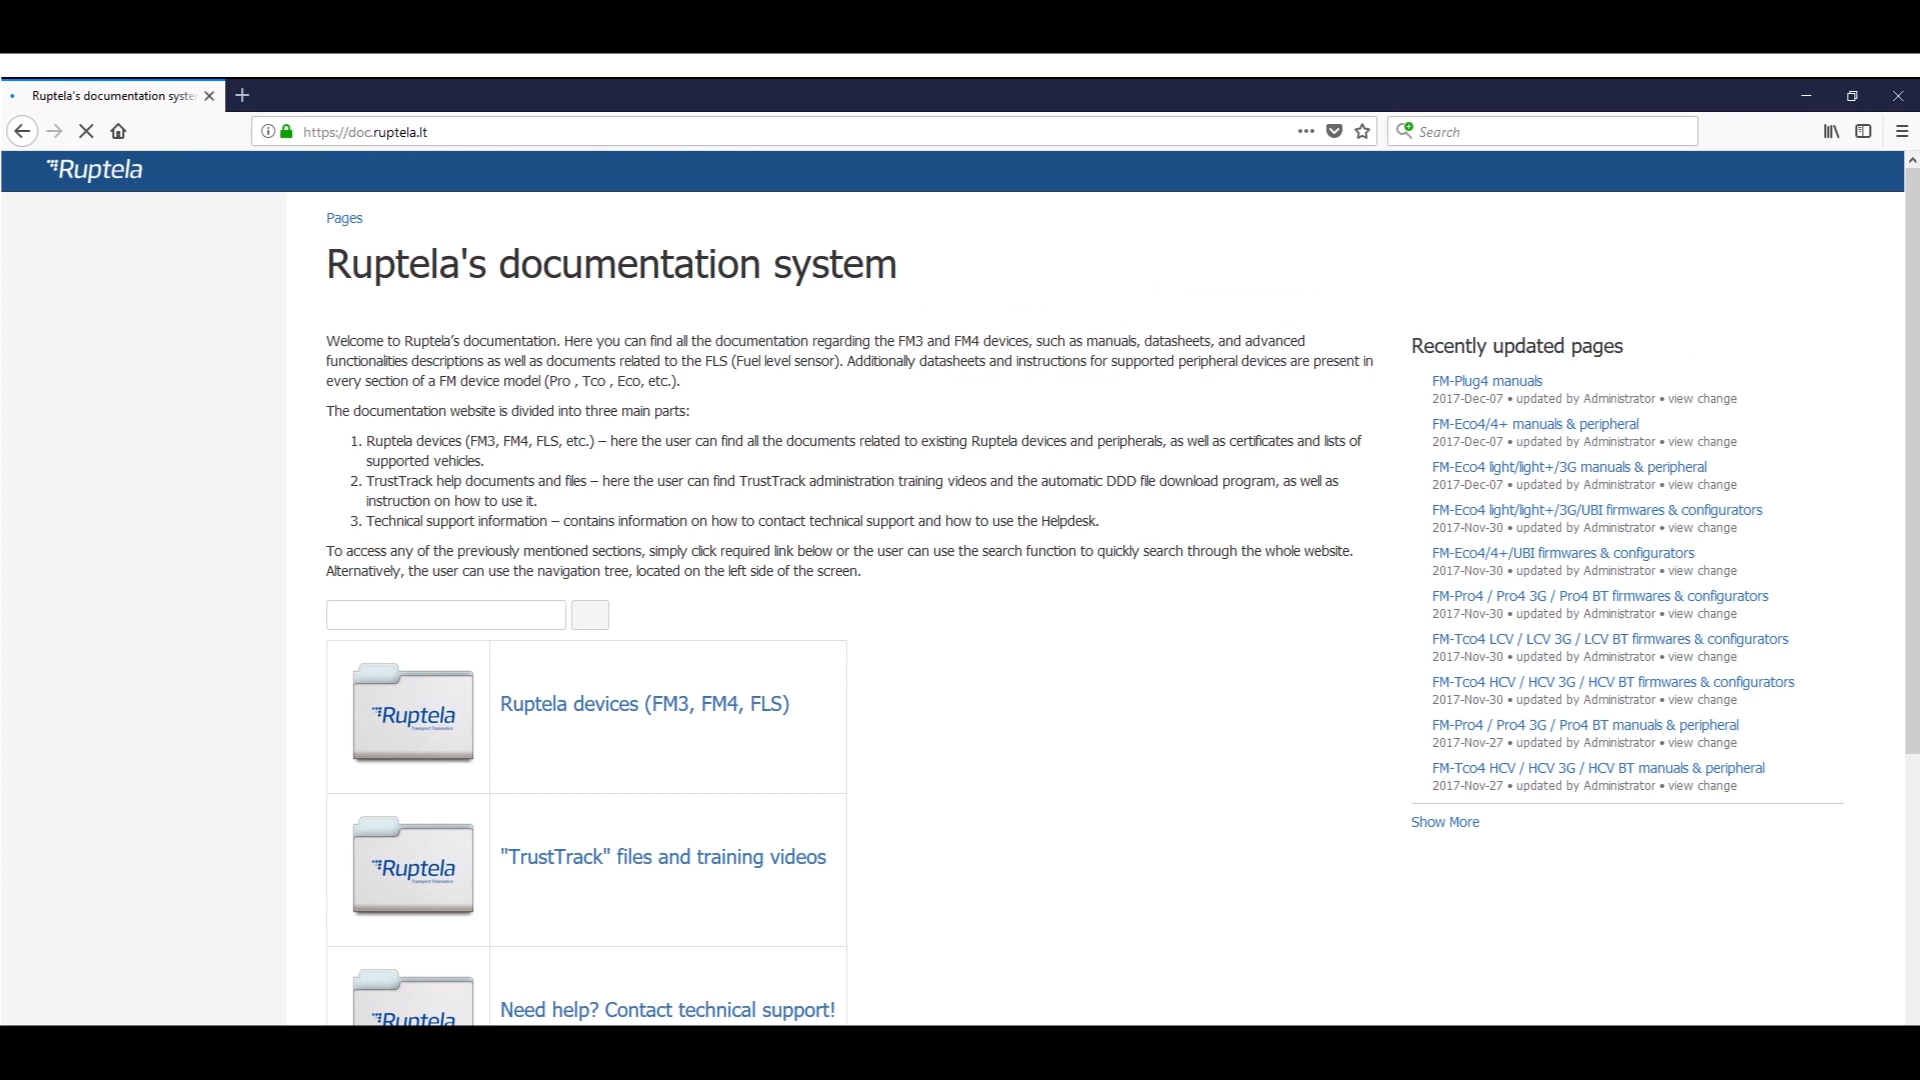 Ruptela's documentation syste
https://doc.ruptela.lt
Search
Ruptela
Pages
Ruptela's documentation system
Welcome to Ruptela’s documentation. Here you can find all the documentation regarding the FM3 and FM4 devices, such as manuals, datasheets, and advanced
functionalities descriptions as well as documents related to the FLS (Fuel level sensor). Additionally datasheets and instructions for supported peripheral devices are present in
every section of a FM device model (Pro , Tco , Eco, etc.).
The documentation website is divided into three main parts:
1. Ruptela devices (FM3, FM4, FLS, etc.) – here the user can find all the documents related to existing Ruptela devices and peripherals, as well as certificates and lists of
supported vehicles.
2. TrustTrack help documents and files – here the user can find TrustTrack administration training videos and the automatic DDD file download program, as well as
instruction on how to use it.
3. Technical support information – contains information on how to contact technical support and how to use the Helpdesk.
To access any of the previously mentioned sections, simply click required link below or the user can use the search function to quickly search through the whole website.
Alternatively, the user can use the navigation tree, located on the left side of the screen.
Ruptela
Transport Telematics
Ruptela devices (FM3, FM4, FLS)
Ruptela
Transport Telematics
"TrustTrack" files and training videos
Ruptela
Need help? Contact technical support!
Recently updated pages
FM-Plug4 manuals
2017-Dec-07 • updated by Administrator • view change
FM-Eco4/4+ manuals & peripheral
2017-Dec-07 • updated by Administrator • view change
FM-Eco4 light/light+/3G manuals & peripheral
2017-Dec-07 • updated by Administrator • view change
FM-Eco4 light/light+/3G/UBI firmwares & configurators
2017-Nov-30 • updated by Administrator • view change
FM-Eco4/4+/UBI firmwares & configurators
2017-Nov-30 • updated by Administrator • view change
FM-Pro4 / Pro4 3G / Pro4 BT firmwares & configurators
2017-Nov-30 • updated by Administrator • view change
FM-Tco4 LCV / LCV 3G / LCV BT firmwares & configurators
2017-Nov-30 • updated by Administrator • view change
FM-Tco4 HCV / HCV 3G / HCV BT firmwares & configurators
2017-Nov-30 • updated by Administrator • view change
FM-Pro4 / Pro4 3G / Pro4 BT manuals & peripheral
2017-Nov-27 • updated by Administrator • view change
FM-Tco4 HCV / HCV 3G / HCV BT manuals & peripheral
2017-Nov-27 • updated by Administrator • view change
Show More